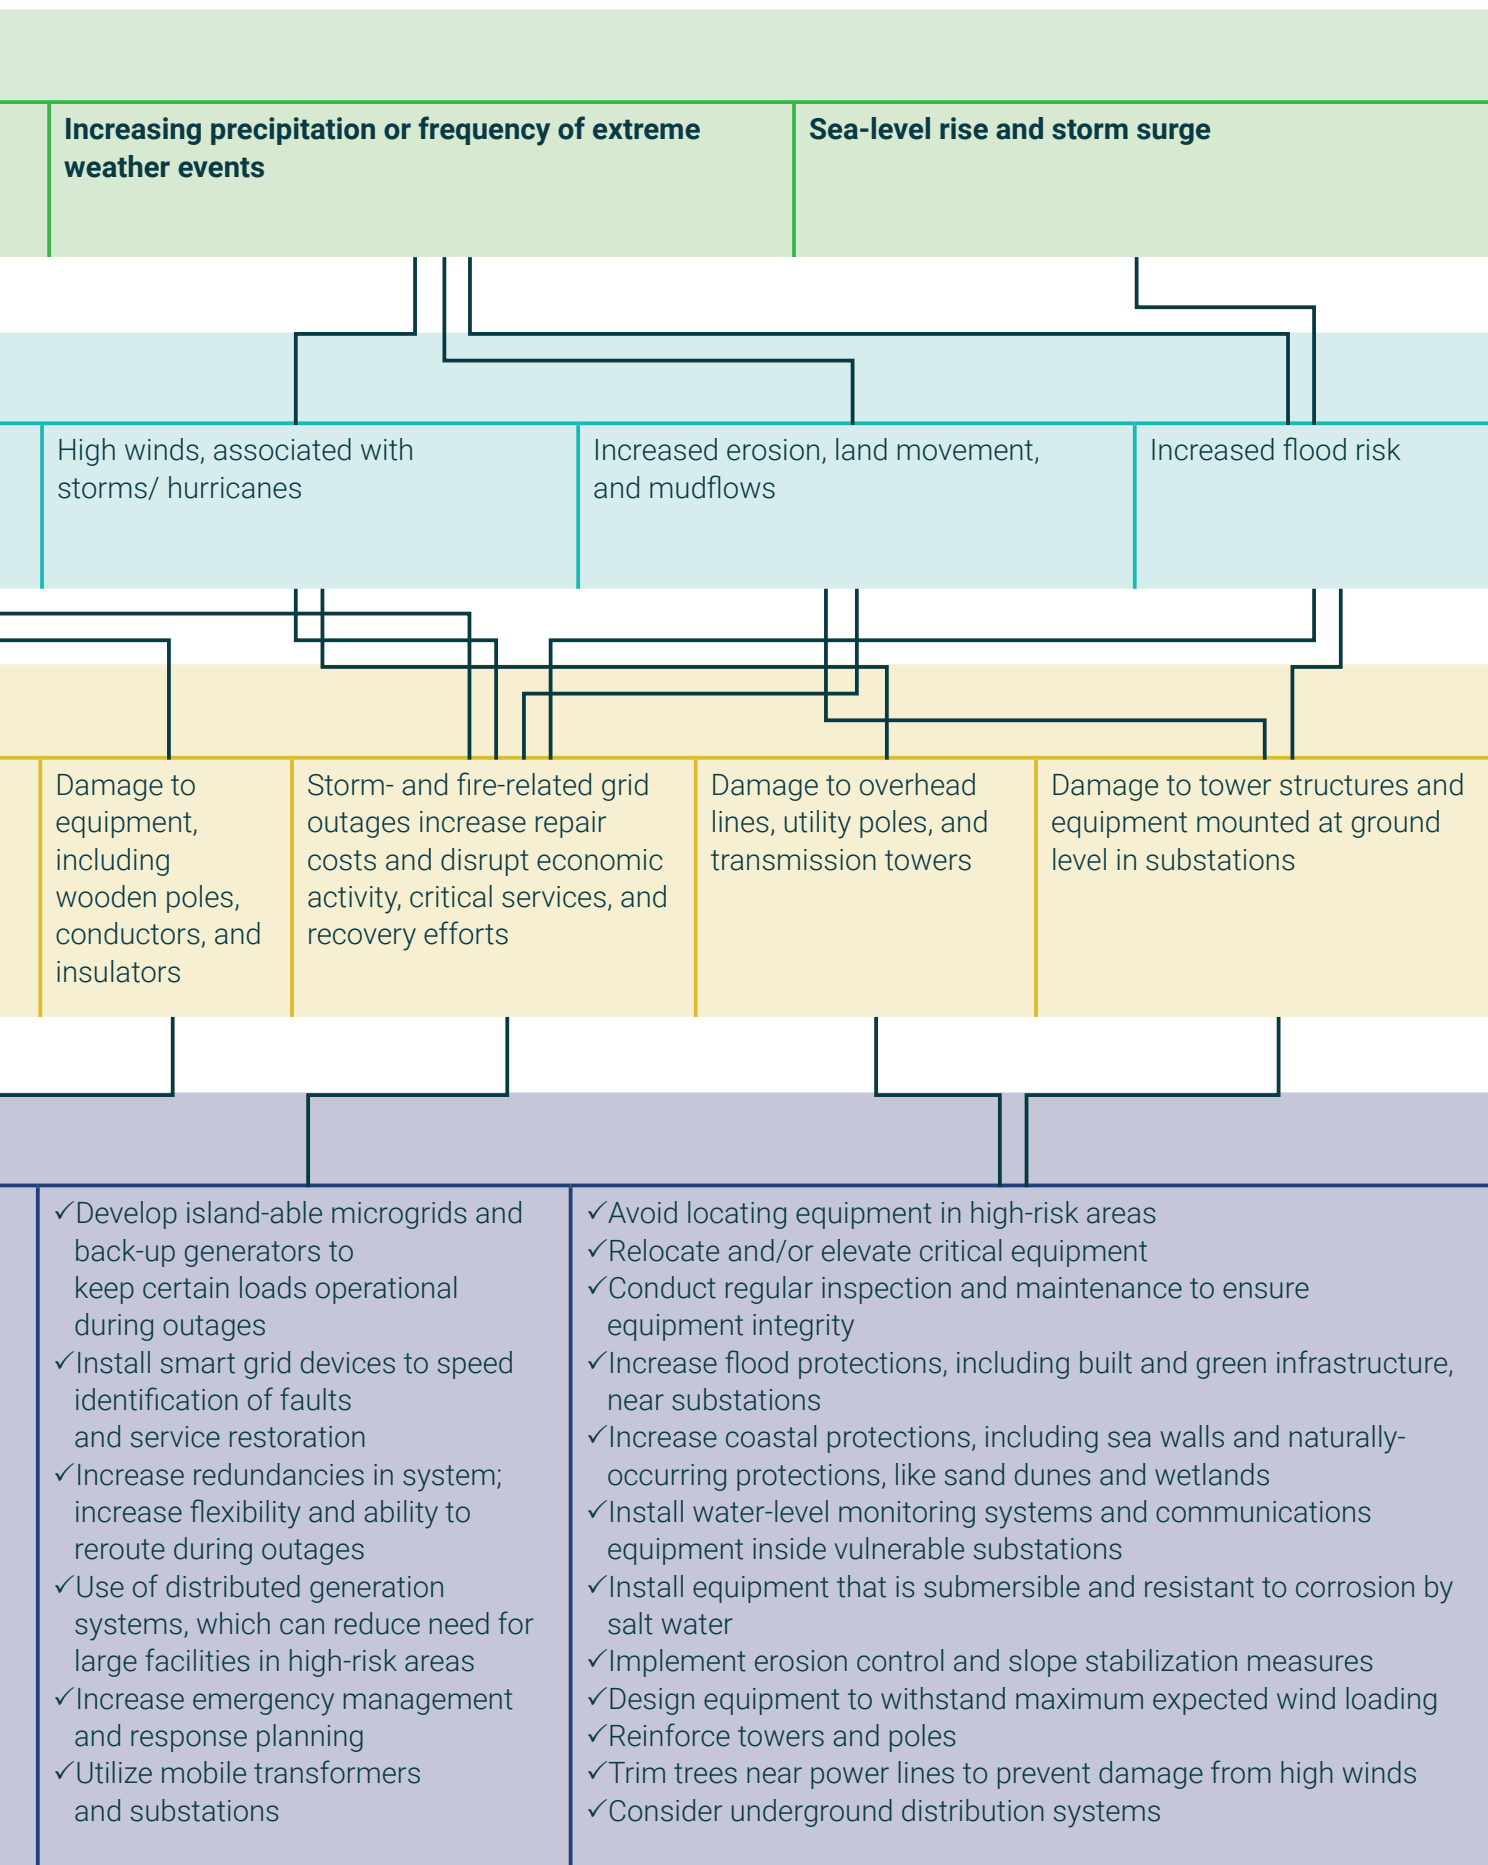 Increasing precipitation or frequency of extreme
weather events
Sea-level rise and storm surge
High winds, associated with
storms/ hurricanes
Increased erosion, land movement,
and mudflows
Increased flood risk
Damage to
equipment,
including
wooden poles,
conductors, and
insulators
Storm- and fire-related grid
outages increase repair
costs and disrupt economic
activity, critical services, and
recovery efforts
Damage to overhead
lines, utility poles, and
transmission towers
Damage to tower structures and
equipment mounted at ground
level in substations
✓Develop island-able microgrids and
back-up generators to
keep certain loads operational
during outages
✓Install smart grid devices to speed
identification of faults
and service restoration
✓Increase redundancies in system;
increase flexibility and ability to
reroute during outages
✓Use of distributed generation
systems, which can reduce need for
large facilities in high-risk areas
✓Increase emergency management
and response planning
✓Utilize mobile transformers
and substations
✓Avoid locating equipment in high-risk areas
✓Relocate and/or elevate critical equipment
✓Conduct regular inspection and maintenance to ensure
equipment integrity
✓Increase flood protections, including built and green infrastructure,
near substations
✓Increase coastal protections, including sea walls and naturally-
occurring protections, like sand dunes and wetlands
✓Install water-level monitoring systems and communications
equipment inside vulnerable substations
✓Install equipment that is submersible and resistant to corrosion by
salt water
✓Implement erosion control and slope stabilization measures
✓Design equipment to withstand maximum expected wind loading
✓Reinforce towers and poles
✓Trim trees near power lines to prevent damage from high winds
✓Consider underground distribution systems